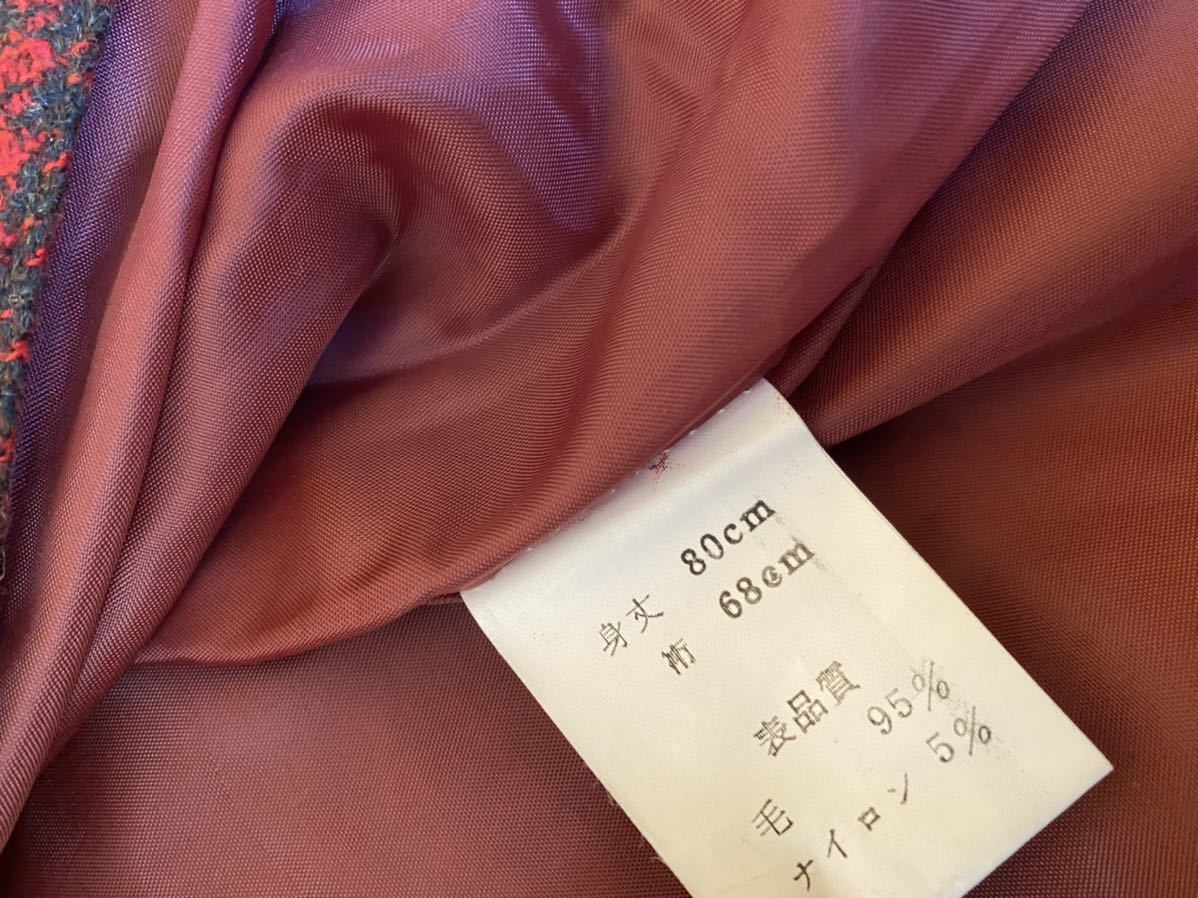 身丈 80cm
裄 68cm
表品質
毛 95%
ナイロン 5%